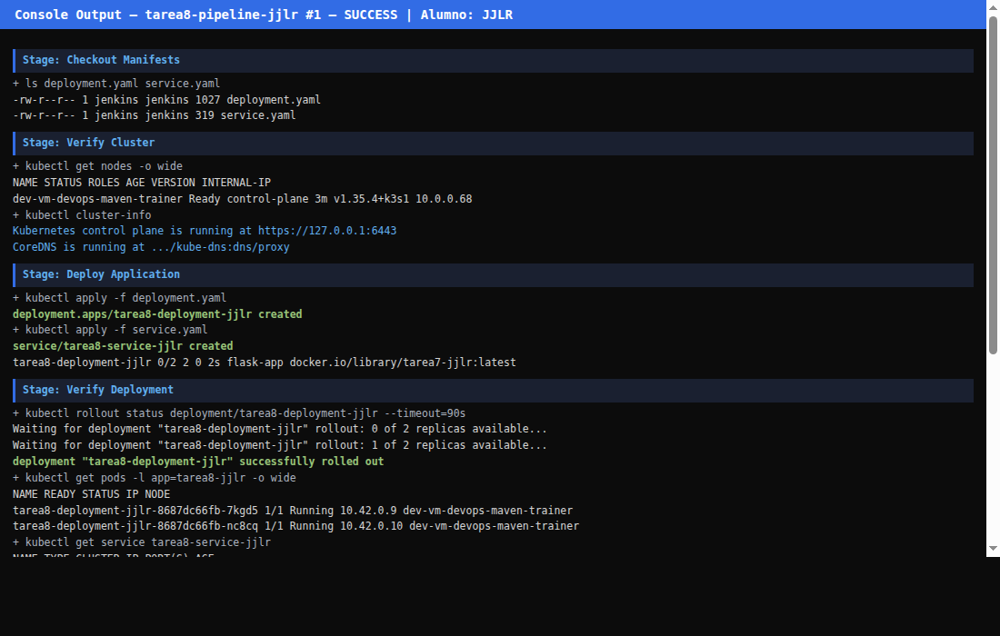 Console Output — tarea8-pipeline-jjlr #1 — SUCCESS | Alumno: JJLR
Stage: Checkout Manifests
+ ls deployment.yaml service.yaml
-rw-r--r-- 1 jenkins jenkins 1027 deployment.yaml
-rw-r--r-- 1 jenkins jenkins 319 service.yaml
Stage: Verify Cluster
+ kubectl get nodes -o wide
NAME STATUS ROLES AGE VERSION INTERNAL-IP
dev-vm-devops-maven-trainer Ready control-plane 3m v1.35.4+k3s1 10.0.0.68
+ kubectl cluster-info
Kubernetes control plane is running at https://127.0.0.1:6443
CoreDNS is running at .../kube-dns:dns/proxy
Stage: Deploy Application
+ kubectl apply -f deployment.yaml
deployment.apps/tarea8-deployment-jjlr created
+ kubectl apply -f service.yaml
service/tarea8-service-jjlr created
tarea8-deployment-jjlr 0/2 2 0 2s flask-app docker.io/library/tarea7-jjlr:latest
Stage: Verify Deployment
+ kubectl rollout status deployment/tarea8-deployment-jjlr --timeout=90s
Waiting for deployment "tarea8-deployment-jjlr" rollout: 0 of 2 replicas available...
Waiting for deployment "tarea8-deployment-jjlr" rollout: 1 of 2 replicas available...
deployment "tarea8-deployment-jjlr" successfully rolled out
+ kubectl get pods -l app=tarea8-jjlr -o wide
NAME READY STATUS IP NODE
tarea8-deployment-jjlr-8687dc66fb-7kgd5 1/1 Running 10.42.0.9 dev-vm-devops-maven-trainer
tarea8-deployment-jjlr-8687dc66fb-nc8cq 1/1 Running 10.42.0.10 dev-vm-devops-maven-trainer
+ kubectl get service tarea8-service-jjlr
NAME TYPE CLUSTER-IP PORT(S) AGE